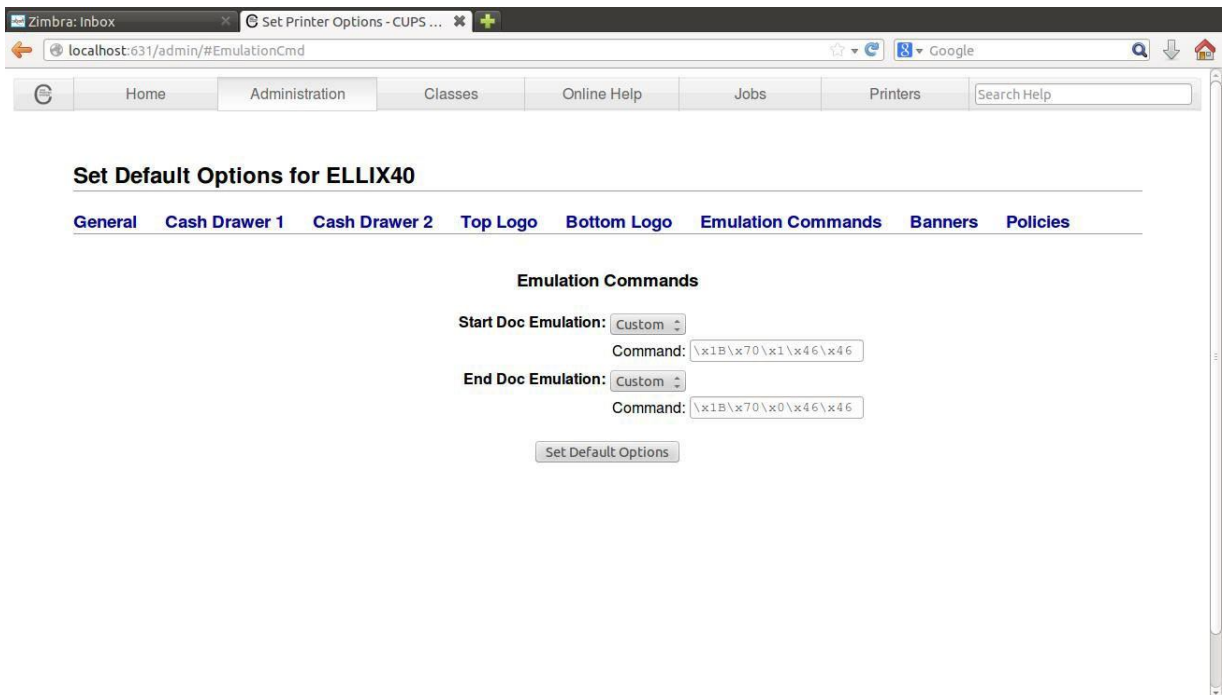 Zimbra: Inbox
Set Printer Options - CUPS ...
localhost:631/admin/#EmulationCmd
Google
Home Administration Classes Online Help Jobs Printers Search Help
Set Default Options for ELLIX40
General Cash Drawer 1 Cash Drawer 2 Top Logo Bottom Logo Emulation Commands Banners Policies
Emulation Commands
Start Doc Emulation: Custom
Command: \x1B\x70\x1\x46\x46
End Doc Emulation: Custom
Command: \x1B\x70\x0\x46\x46
Set Default Options